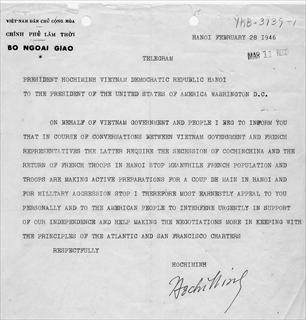 VIỆT-NAM DÂN CHỦ CỘNG HÒA
CHÍNH PHỦ LÂM THỜI
BỘ NGOẠI GIAO
YHB-3739-1
HANOI FEBRUARY 28 1946
MAR 11
TELEGRAM
PRESIDENT HOCHIMINH VIETNAM DEMOCRATIC REPUBLIC HANOI
TO THE PRESIDENT OF THE UNITED STATES OF AMERICA WASHINGTON D.C.
ON BEHALF OF VIETNAM GOVERNMENT AND PEOPLE I BEG TO INFORM YOU
THAT IN COURSE OF CONVERSATIONS BETWEEN VIETNAM GOVERNMENT AND FRENCH
REPRESENTATIVES THE LATTER REQUIRE THE SECESSION OF COCHINCHINA AND THE
RETURN OF FRENCH TROOPS IN HANOI STOP MEANWHILE FRENCH POPULATION AND
TROOPS ARE MAKING ACTIVE PREPARATIONS FOR A COUP DE MAIN IN HANOI AND
FOR MILITARY AGGRESSION STOP I THEREFORE MOST EARNESTLY APPEAL TO YOU
PERSONALLY AND TO THE AMERICAN PEOPLE TO INTERFERE URGENTLY IN SUPPORT
OF OUR INDEPENDENCE AND HELP MAKING THE NEGOTIATIONS MORE IN KEEPING WITH
THE PRINCIPLES OF THE ATLANTIC AND SAN FRANCISCO CHARTERS
RESPECTFULLY
HOCHIMINH
Hochiminh